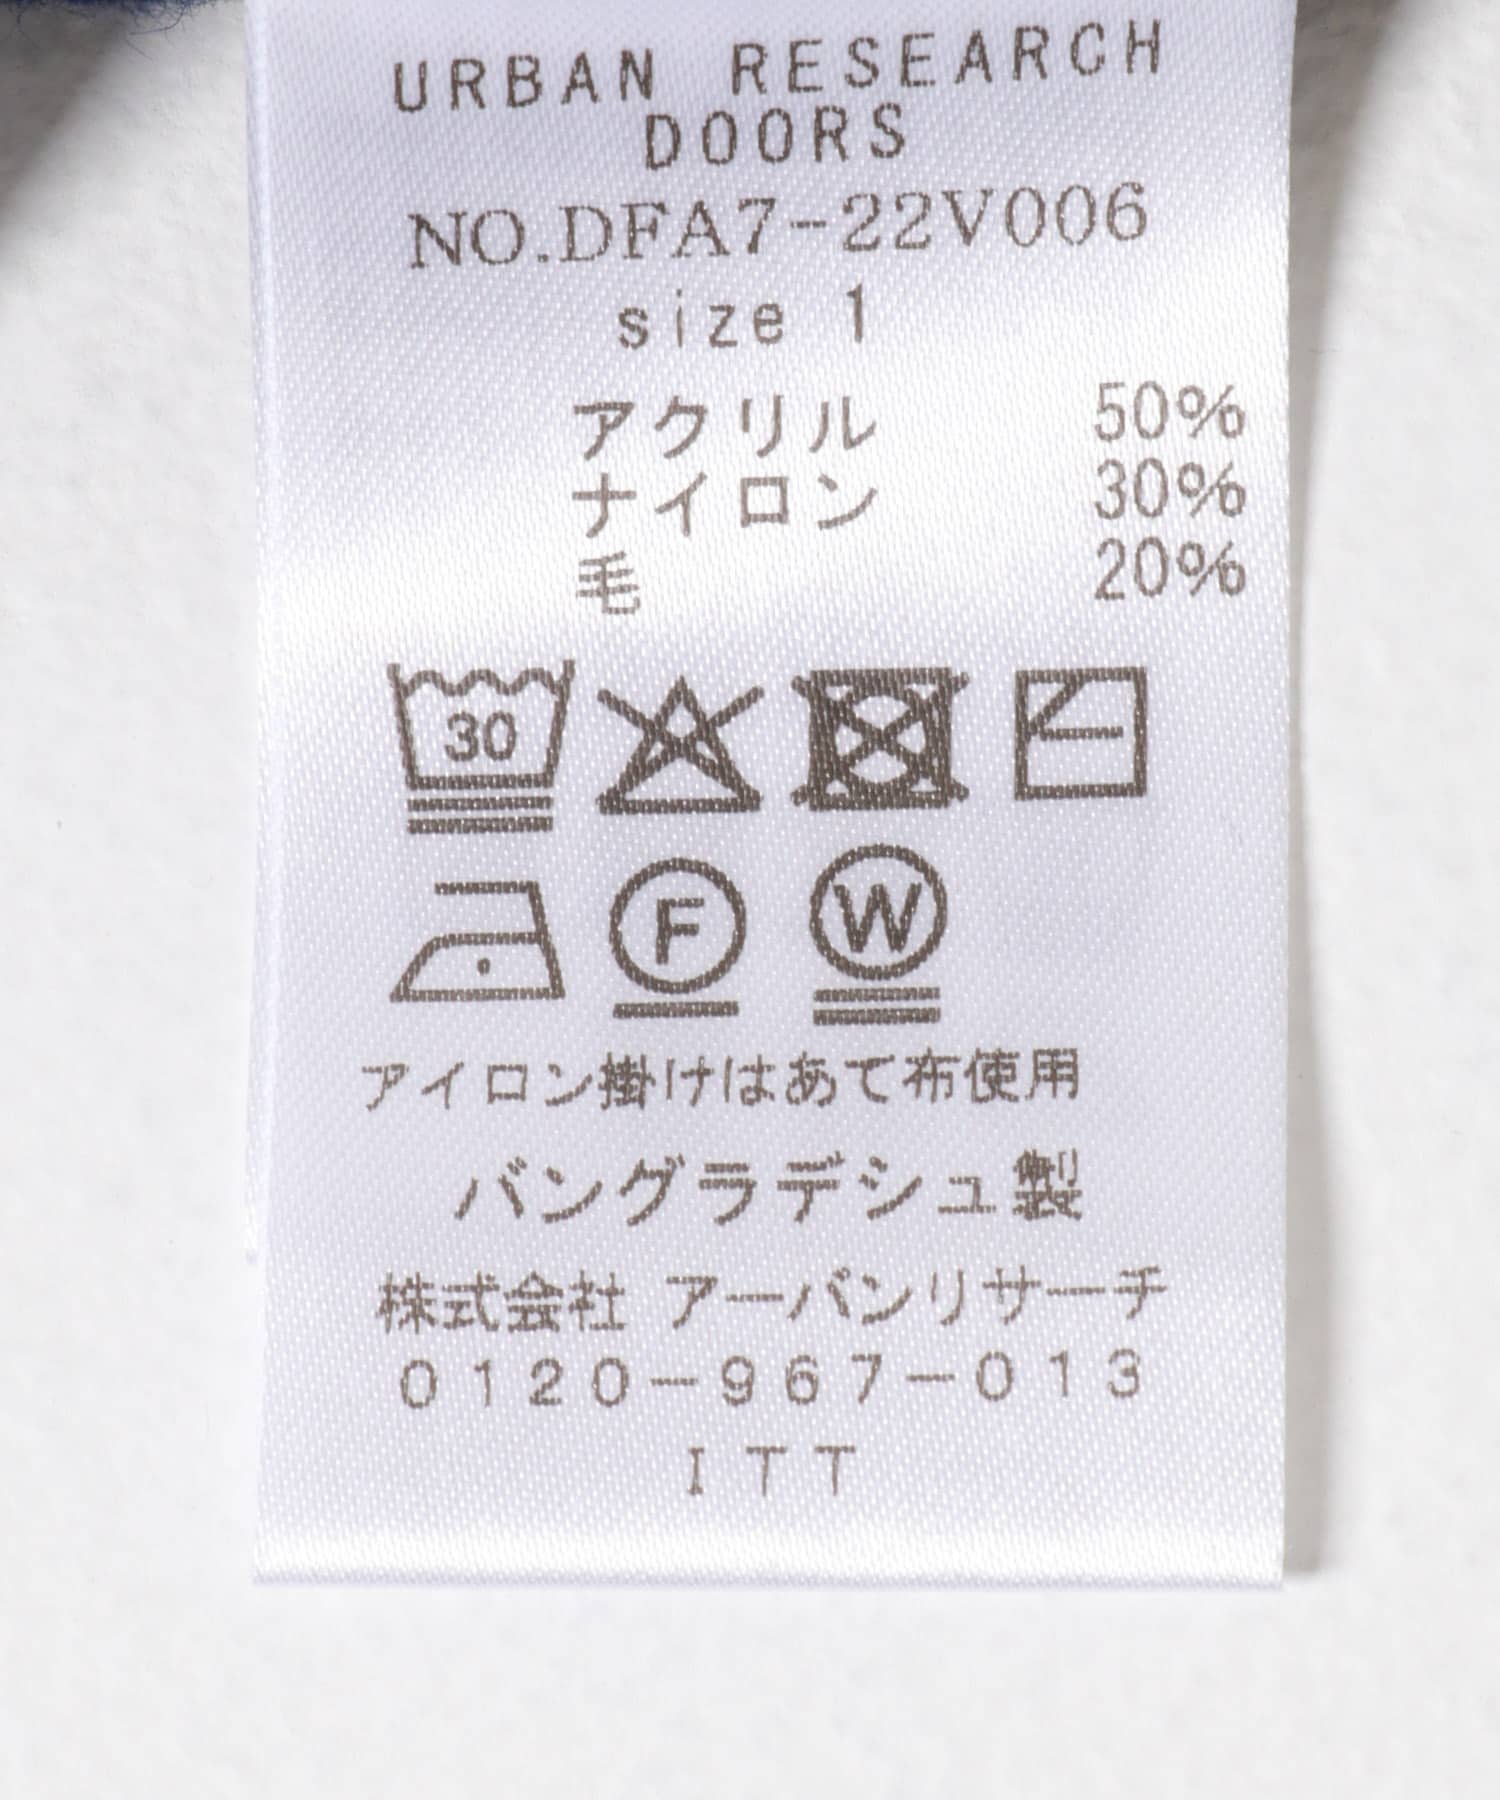 URBAN RESEARCH
DOORS
NO.DFA7-22V006
size 1
アクリル 50%
ナイロン 30%
毛 20%
30
F W
アイロン掛けはあて布使用
バングラデシュ製
株式会社 アーバンリサーチ
0120-967-013
ITT